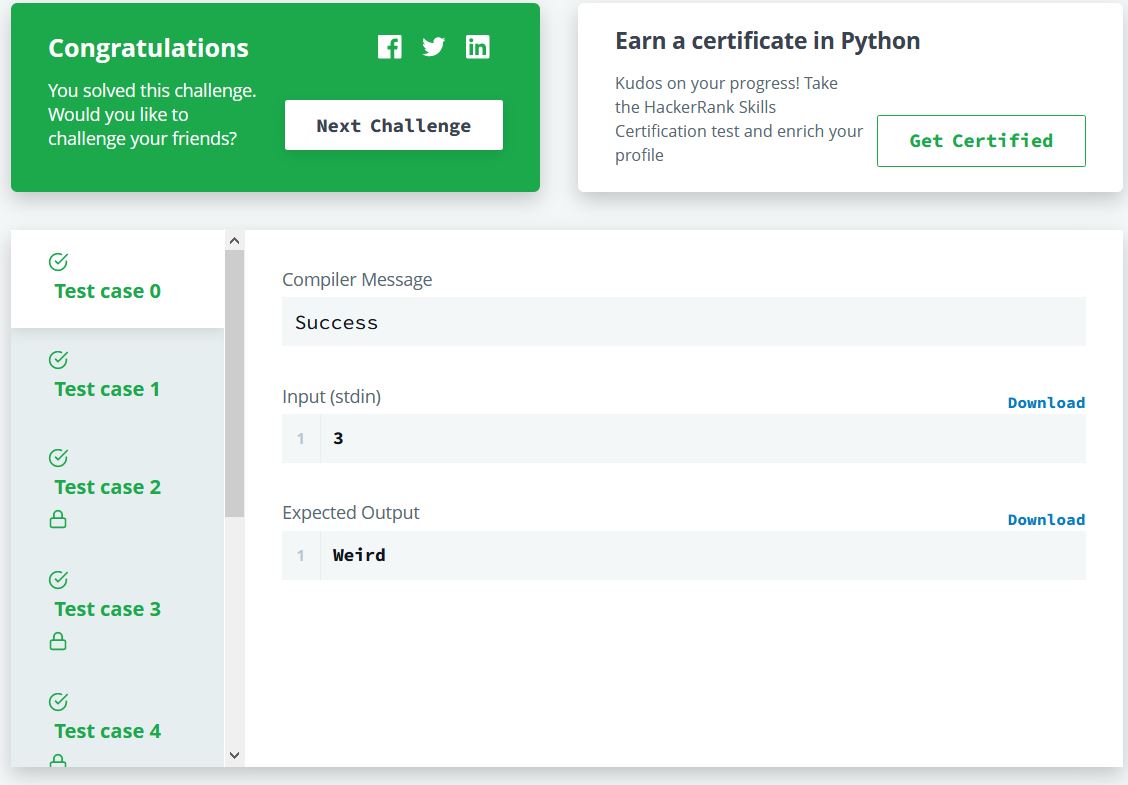 Congratulations
You solved this challenge.
Would you like to
challenge your friends?
Next Challenge
Earn a certificate in Python
Kudos on your progress! Take
the HackerRank Skills
Certification test and enrich your
profile
Get Certified
Test case 0
Test case 1
Test case 2
Test case 3
Test case 4
Compiler Message
Success
Input (stdin)
Download
1 3
Expected Output
Download
1 Weird